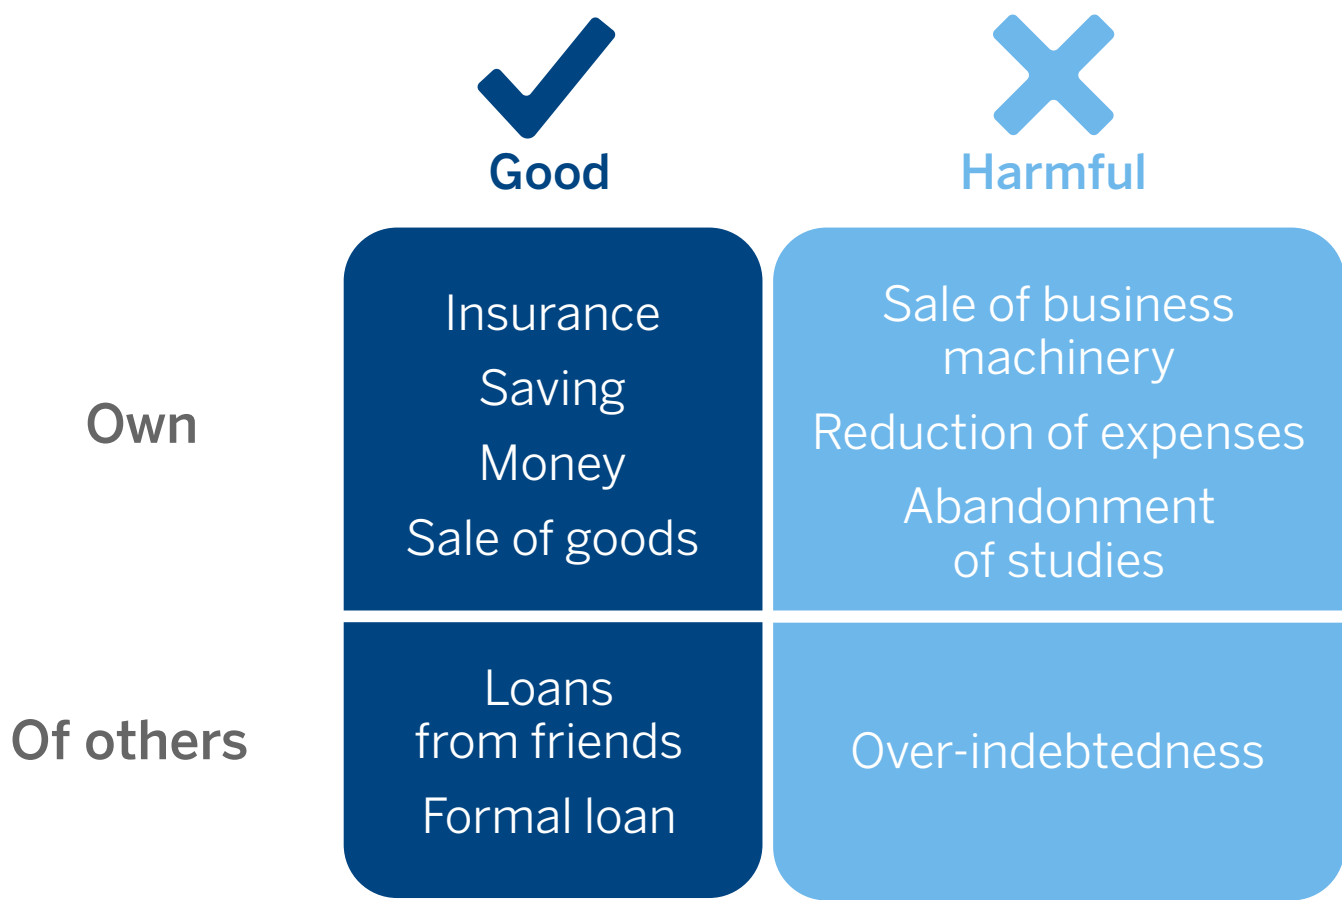 Good
Harmful
Own
Insurance
Saving
Money
Sale of goods
Sale of business
machinery
Reduction of expenses
Abandonment
of studies
Of others
Loans
from friends
Formal loan
Over-indebtedness